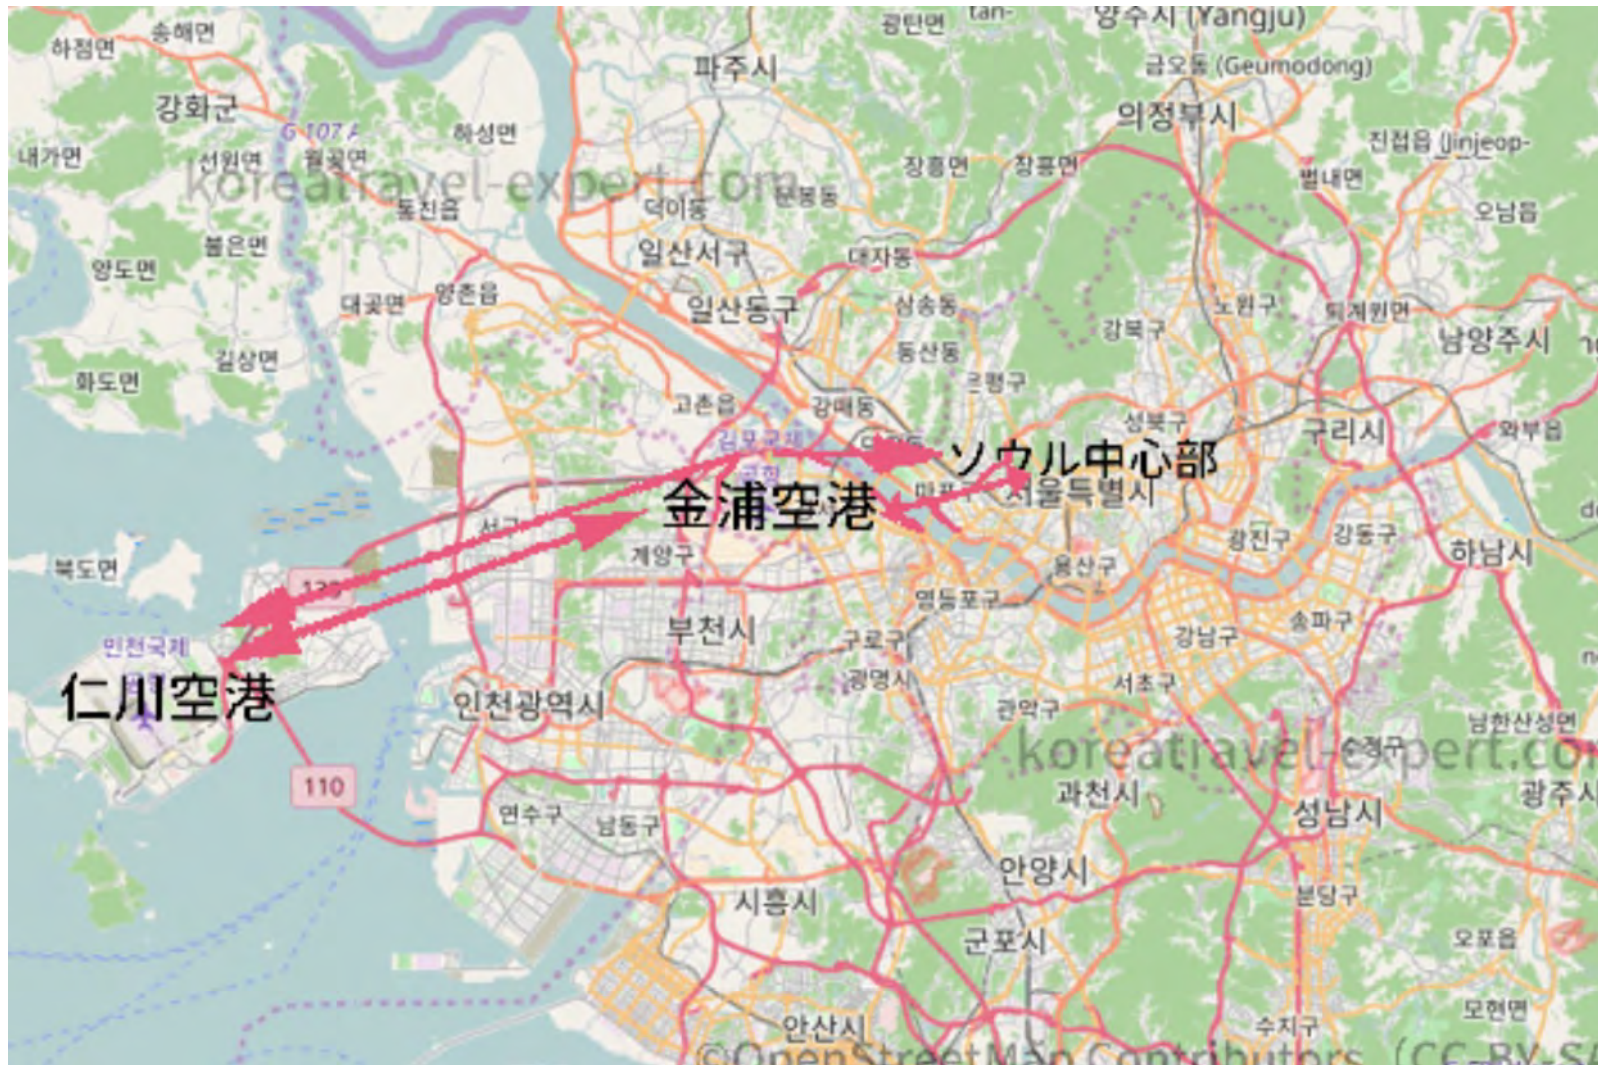 광탄면
tan-
양주시 (Yangju)
송해면
하점면
파주시
금오동 (Geumodong)
강화군
의정부시
G 107 A
하성면
진접읍 (Jinjeop-
내가면
선원면
월곶면
장흥면
장흥면
별내면
koreatravel-expert.com
문봉동
통진읍
덕이동
오남읍
불은면
일산서구
대자동
양도면
대곶면
양촌읍
일산동구
삼송동
노원구
퇴계원면
강북구
남양주시
길상면
화도면
동산동
은평구
고촌읍
강매동
성북구
구리시
와부읍
김포국제
공항
ソウル中心部
마포구
서울특별시
金浦空港
서구
광진구
강동구
하남시
계양구
북도면
130
용산구
영등포구
송파구
인천국제
부천시
구로구
강남구
仁川空港
인천광역시
광명시
서초구
관악구
남한산성면
koreatravel-expert.com
수정구
110
과천시
광주시
연수구
남동구
성남시
안양시
시흥시
분당구
군포시
오포읍
모현면
안산시
수지구
©OpenStreetMap Contributors (CC-BY-SA